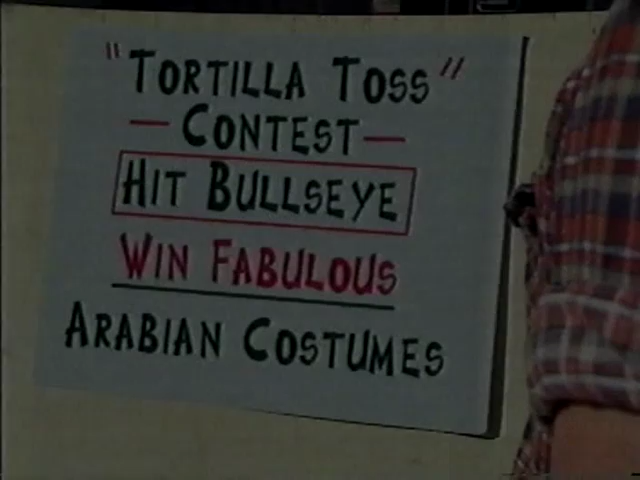 "TORTILLA TOSS"
— CONTEST —
HIT BULLSEYE
WIN FABULOUS
ARABIAN COSTUMES